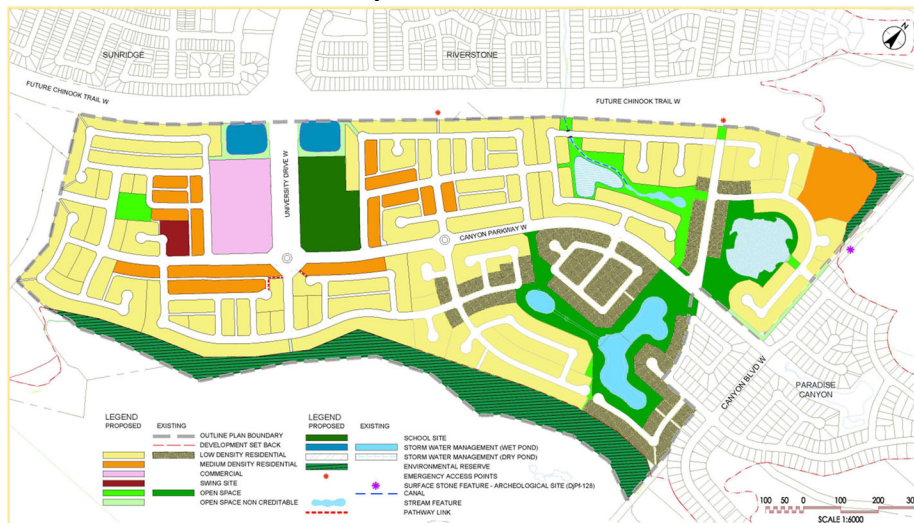 N
SUNRIDGE
RIVERSTONE
FUTURE CHINOOK TRAIL W
FUTURE CHINOOK TRAIL W
UNIVERSITY DRIVE W
CANYON PARKWAY W
CANYON BLVD W
PARADISE
CANYON
LEGEND
PROPOSED EXISTING
OUTLINE PLAN BOUNDARY
DEVELOPMENT SET BACK
LOW DENSITY RESIDENTIAL
MEDIUM DENSITY RESIDENTIAL
COMMERCIAL
SWING SITE
OPEN SPACE
OPEN SPACE NON CREDITABLE
LEGEND
PROPOSED EXISTING
SCHOOL SITE
STORM WATER MANAGEMENT (WET POND)
STORM WATER MANAGEMENT (DRY POND)
ENVIRONMENTAL RESERVE
EMERGENCY ACCESS POINTS
SURFACE STONE FEATURE - ARCHEOLOGICAL SITE (DjPf-128)
CANAL
STREAM FEATURE
PATHWAY LINK
100 50 0 100 200 300
SCALE 1:6000